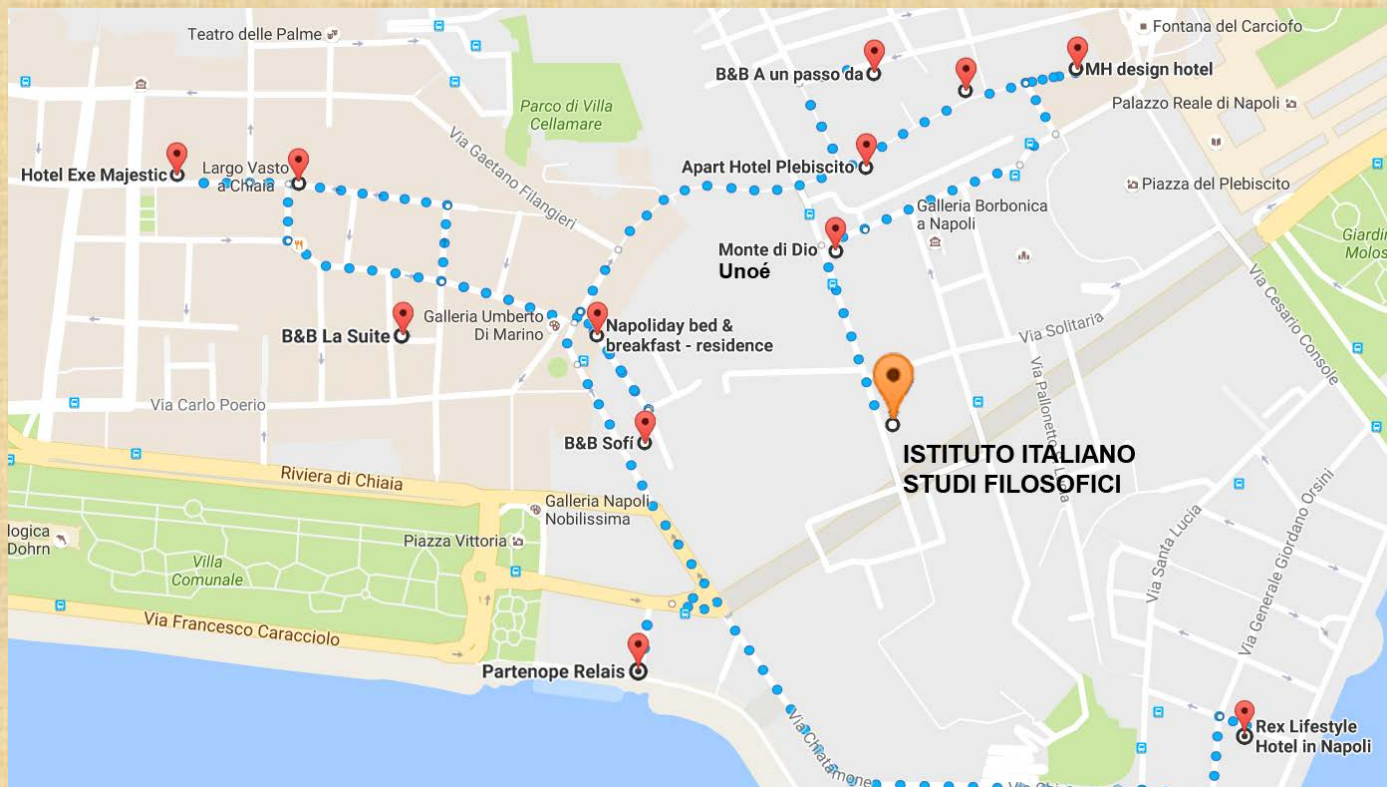 Teatro delle Palme
Fontana del Carciofo
B&B A un passo da
MH design hotel
Parco di Villa
Cellamare
Palazzo Reale di Napoli
Via Gaetano Filangieri
Hotel Exe Majestic
Largo Vasto
a Chiaia
Apart Hotel Plebiscito
Piazza del Plebiscito
Galleria Borbonica
a Napoli
Monte di Dio
Unoé
Giardin
Molos
Via Cesario Console
Galleria Umberto
Di Marino
B&B La Suite
Napoliday bed &
breakfast - residence
Via Solitaria
Via Carlo Poerio
B&B Sofí
ISTITUTO ITALIANO
STUDI FILOSOFICI
Via Pallonetto
Riviera di Chiaia
Galleria Napoli
Nobilissima
Piazza Vittoria
ologica
Dohrn
Villa
Comunale
Via Santa Lucia
Via Generale Giordano Orsini
Via Francesco Caracciolo
Partenope Relais
Via Chiatamone
Rex Lifestyle
Hotel in Napoli